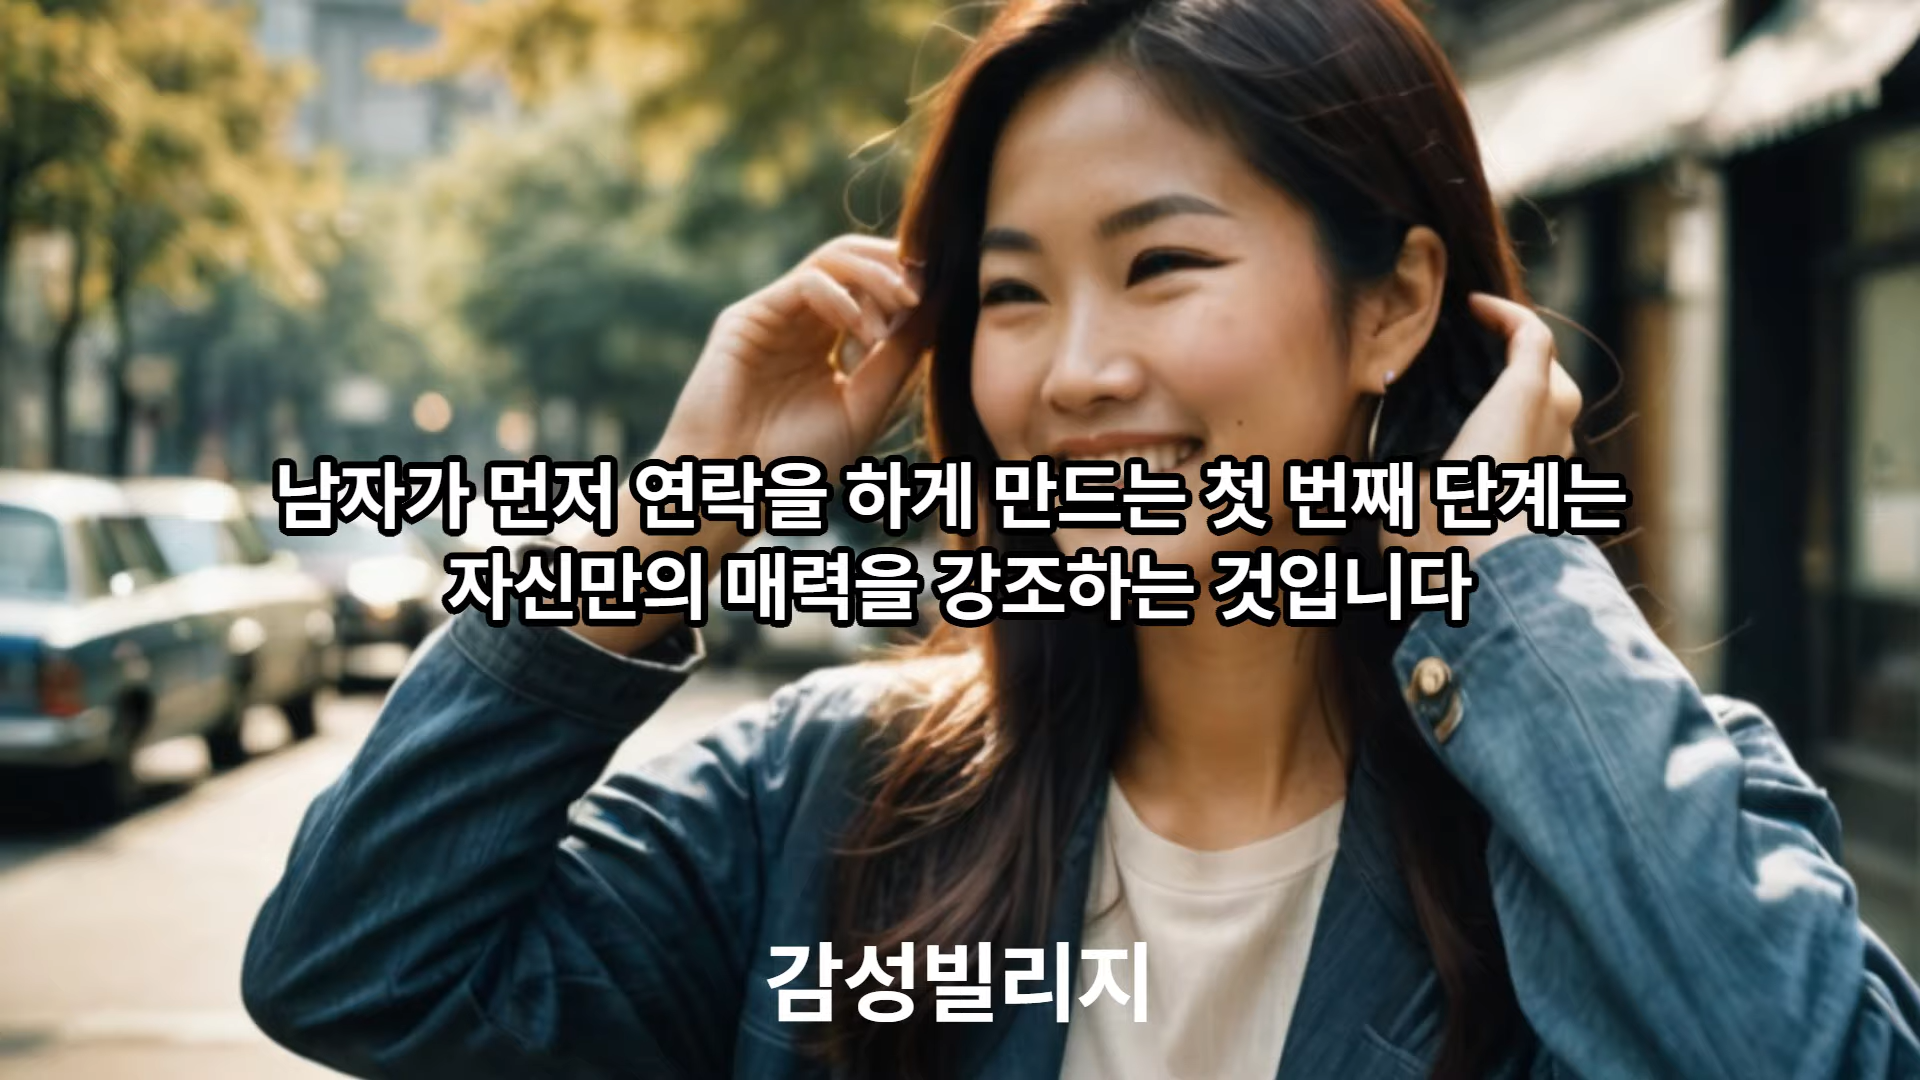 남자가 먼저 연락을 하게 만드는 첫 번째 단계는
자신만의 매력을 강조하는 것입니다
감성빌리지